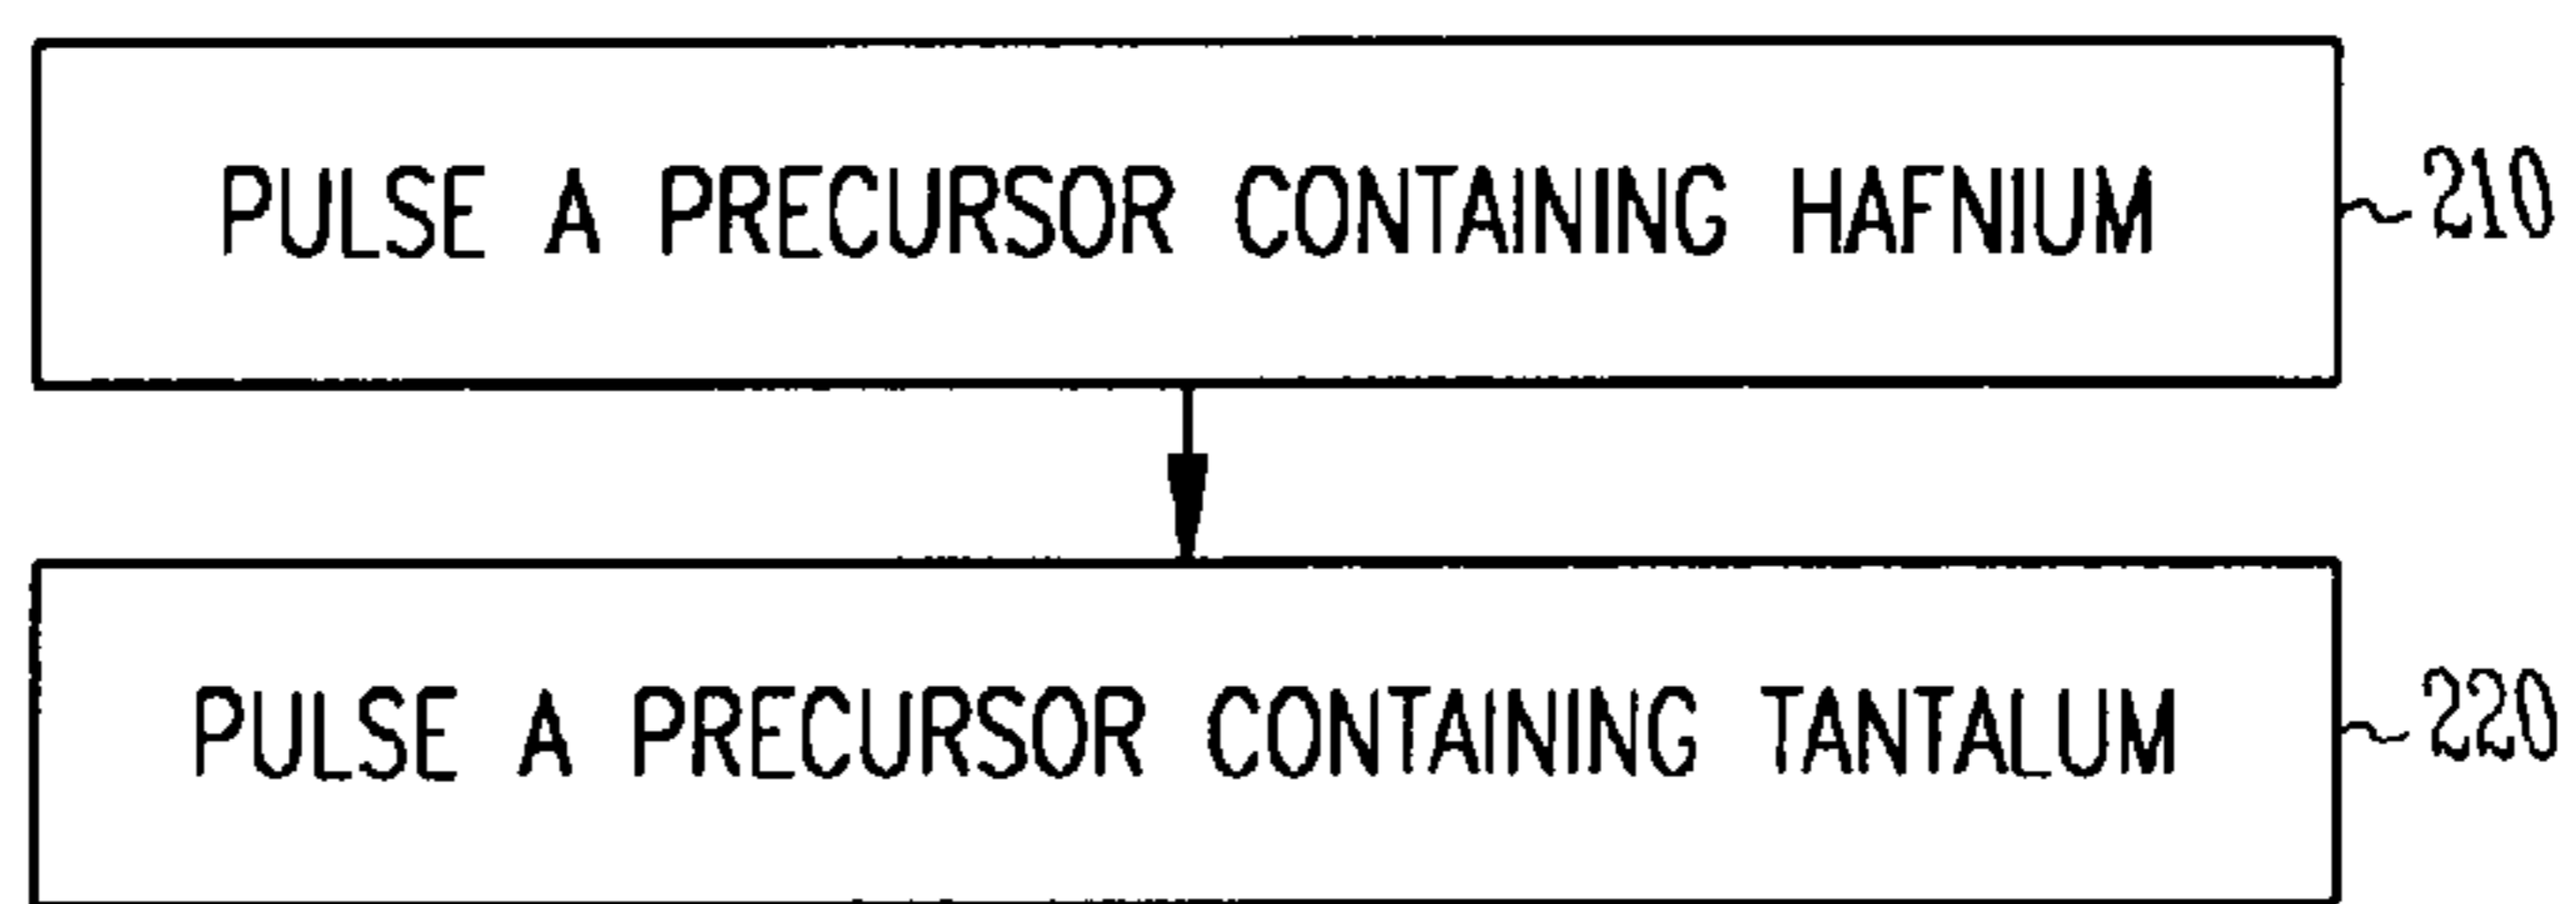 PULSE A PRECURSOR CONTAINING HAFNIUM 210
PULSE A PRECURSOR CONTAINING TANTALUM 220